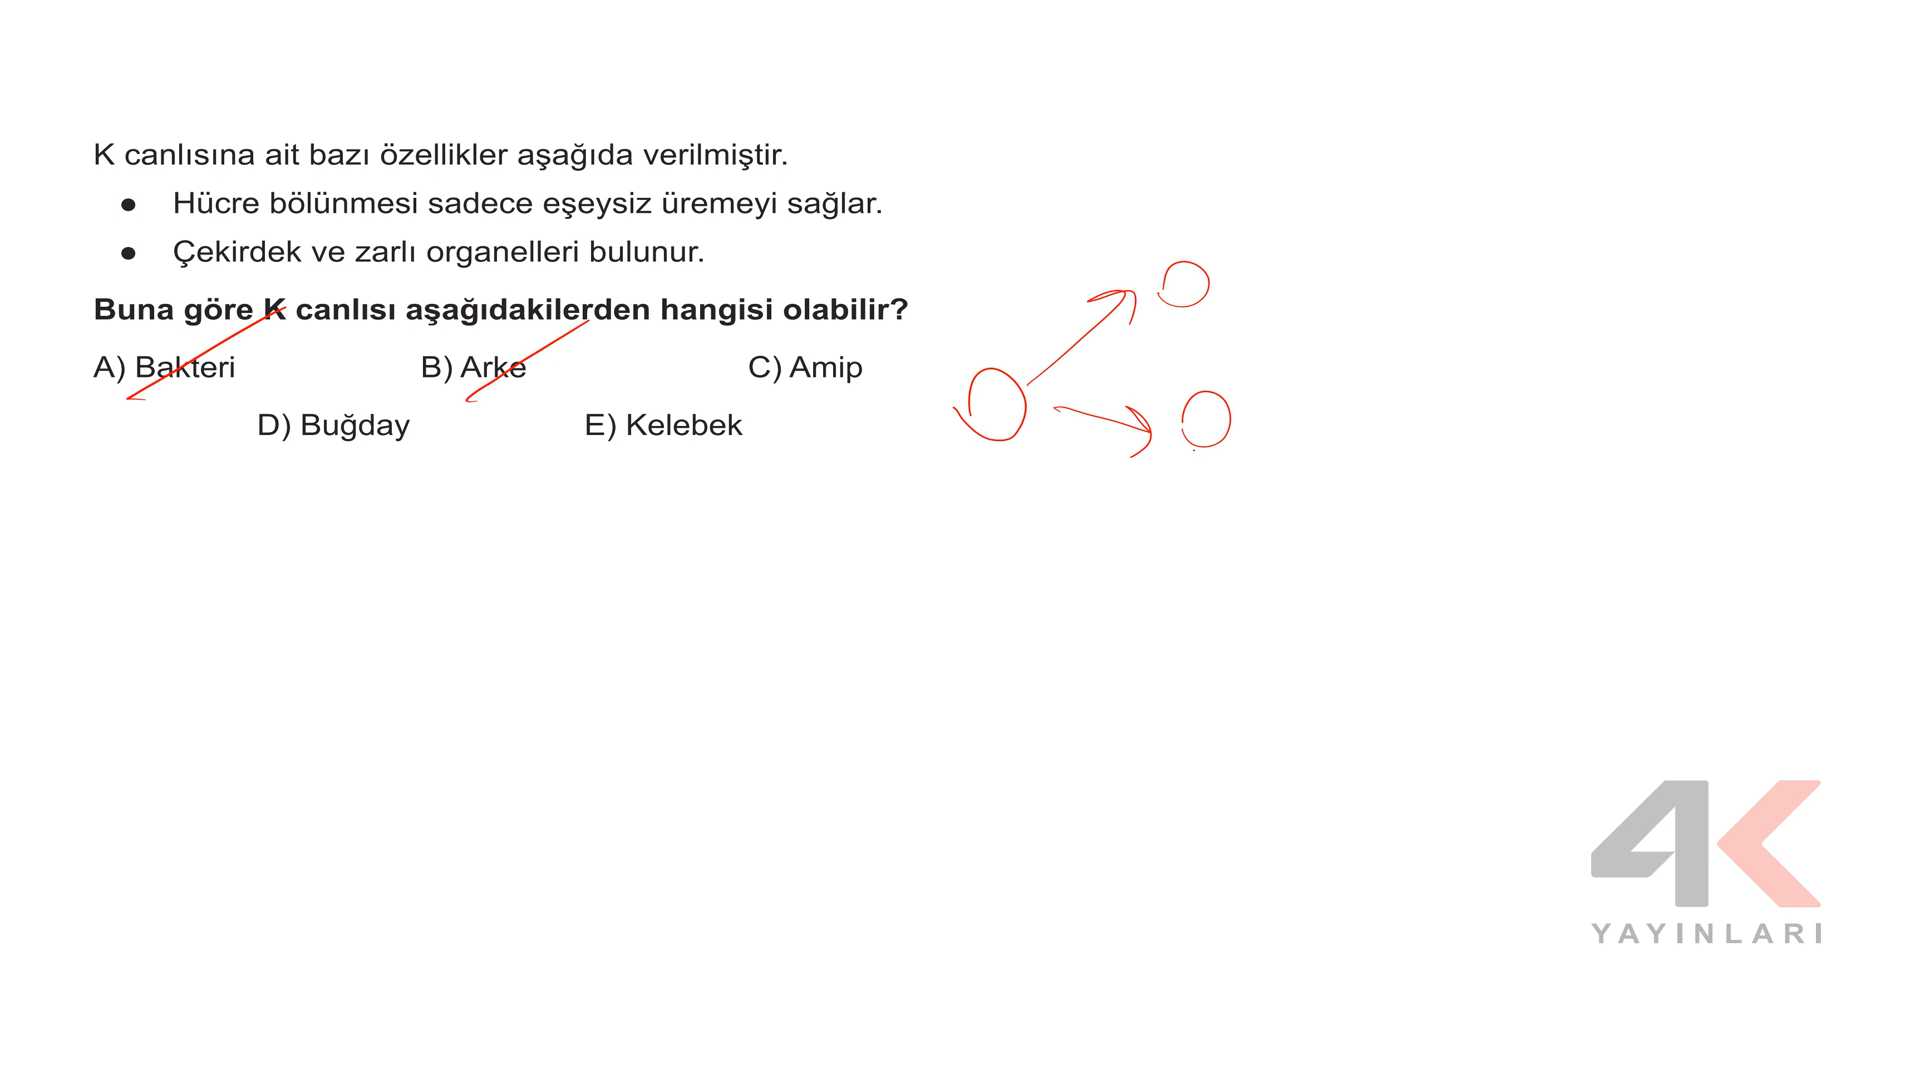 K canlısına ait bazı özellikler aşağıda verilmiştir.
● Hücre bölünmesi sadece eşeysiz üremeyi sağlar.
● Çekirdek ve zarlı organelleri bulunur.
Buna göre K canlısı aşağıdakilerden hangisi olabilir?
A) Bakteri B) Arke C) Amip
D) Buğday E) Kelebek
4K
YAYINLARI